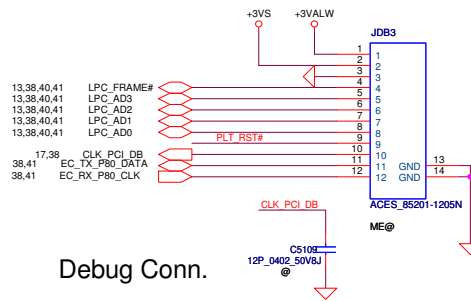 +3VS +3VALW
JDB3
1 1
2 2
3 3
13,38,40,41 LPC_FRAME# 4 4
13,38,40,41 LPC_AD3 5 5
13,38,40,41 LPC_AD2 6 6
13,38,40,41 LPC_AD1 7 7
13,38,40,41 LPC_AD0 8 8
PLT_RST# 9 9
17,38 CLK_PCI_DB 10 10
38,41 EC_TX_P80_DATA 11 11 GND 13
38,41 EC_RX_P80_CLK 12 12 GND 14
ACES_85201-1205N
CLK_PCI_DB
ME@
C5109
12P_0402_50V8J
@
Debug Conn.